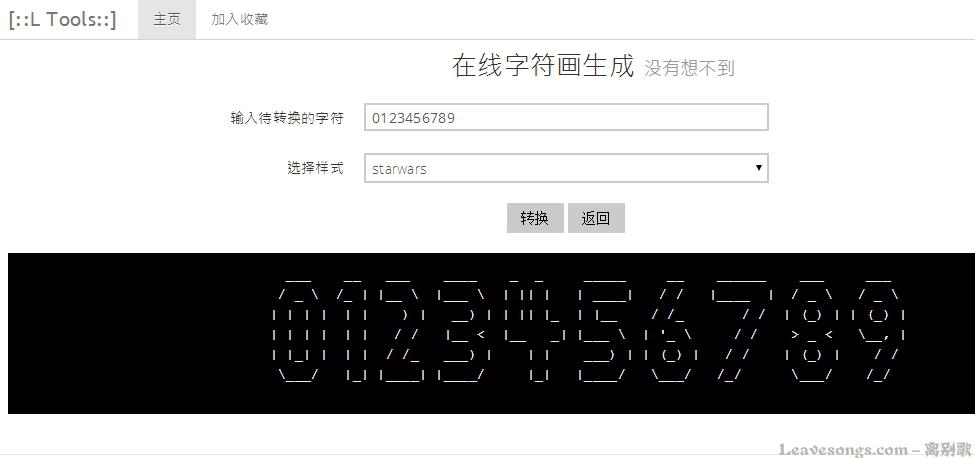 [::L Tools::] 主页 加入收藏
在线字符画生成 没有想不到
输入待转换的字符 0123456789
选择样式 starwars
转换 返回
0123456789
Leavesongs.com – 离别歌